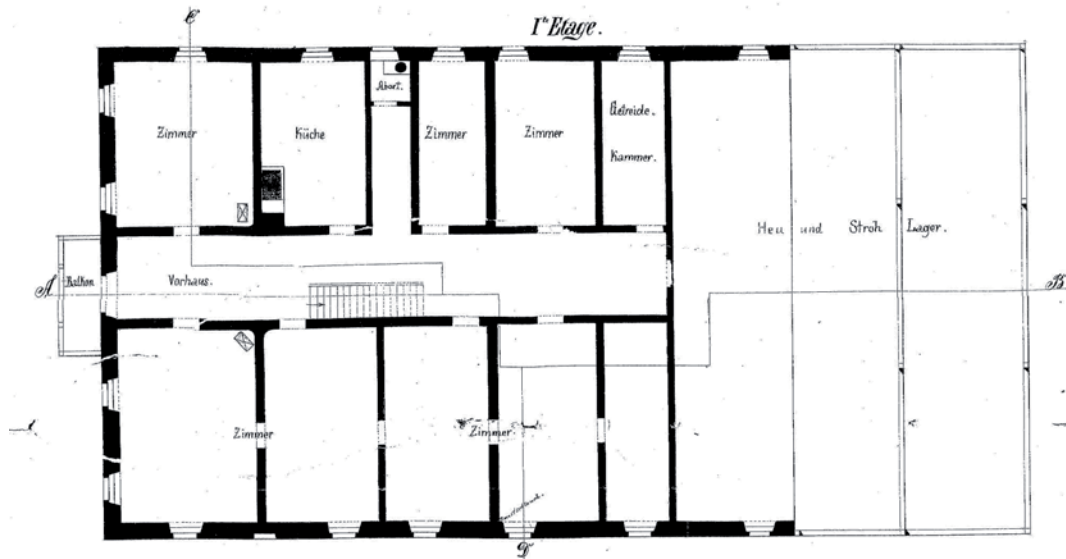 Iᵗᵉ Etage.
C
Abort.
Zimmer
Küche
Zimmer
Zimmer
Getreide.
Kammer.
Heu und Stroh Lager.
A
Balkon
Vorhaus.
B
Zimmer
Zimmer
D